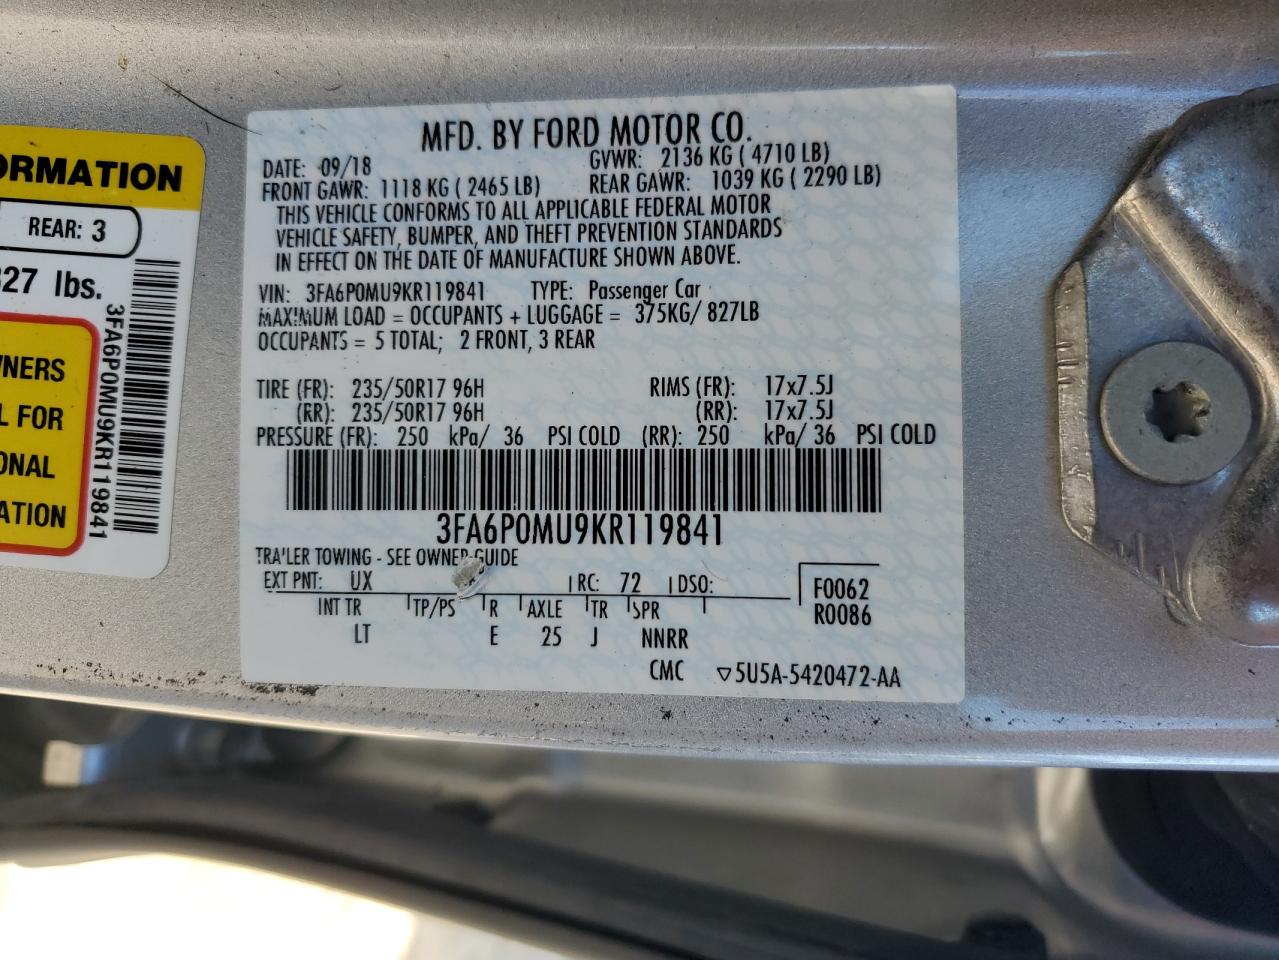 ORMATION
REAR: 3
27 lbs.
3FA6P0MU9KR119841
NERS
L FOR
ONAL
ATION
MFD. BY FORD MOTOR CO.
DATE: 09/18 GVWR: 2136 KG ( 4710 LB)
FRONT GAWR: 1118 KG ( 2465 LB) REAR GAWR: 1039 KG ( 2290 LB)
THIS VEHICLE CONFORMS TO ALL APPLICABLE FEDERAL MOTOR
VEHICLE SAFETY, BUMPER, AND THEFT PREVENTION STANDARDS
IN EFFECT ON THE DATE OF MANUFACTURE SHOWN ABOVE.
VIN: 3FA6P0MU9KR119841 TYPE: Passenger Car
MAXIMUM LOAD = OCCUPANTS + LUGGAGE = 375KG/ 827LB
OCCUPANTS = 5 TOTAL; 2 FRONT, 3 REAR
TIRE (FR): 235/50R17 96H RIMS (FR): 17x7.5J
(RR): 235/50R17 96H (RR): 17x7.5J
PRESSURE (FR): 250 kPa/ 36 PSI COLD (RR): 250 kPa/ 36 PSI COLD
3FA6P0MU9KR119841
TRAILER TOWING - SEE OWNER GUIDE
EXT PNT: UX RC: 72 DSO: F0062
INT TR TP/PS R AXLE TR SPR R0086
LT E 25 J NNRR
CMC ▽5U5A-5420472-AA